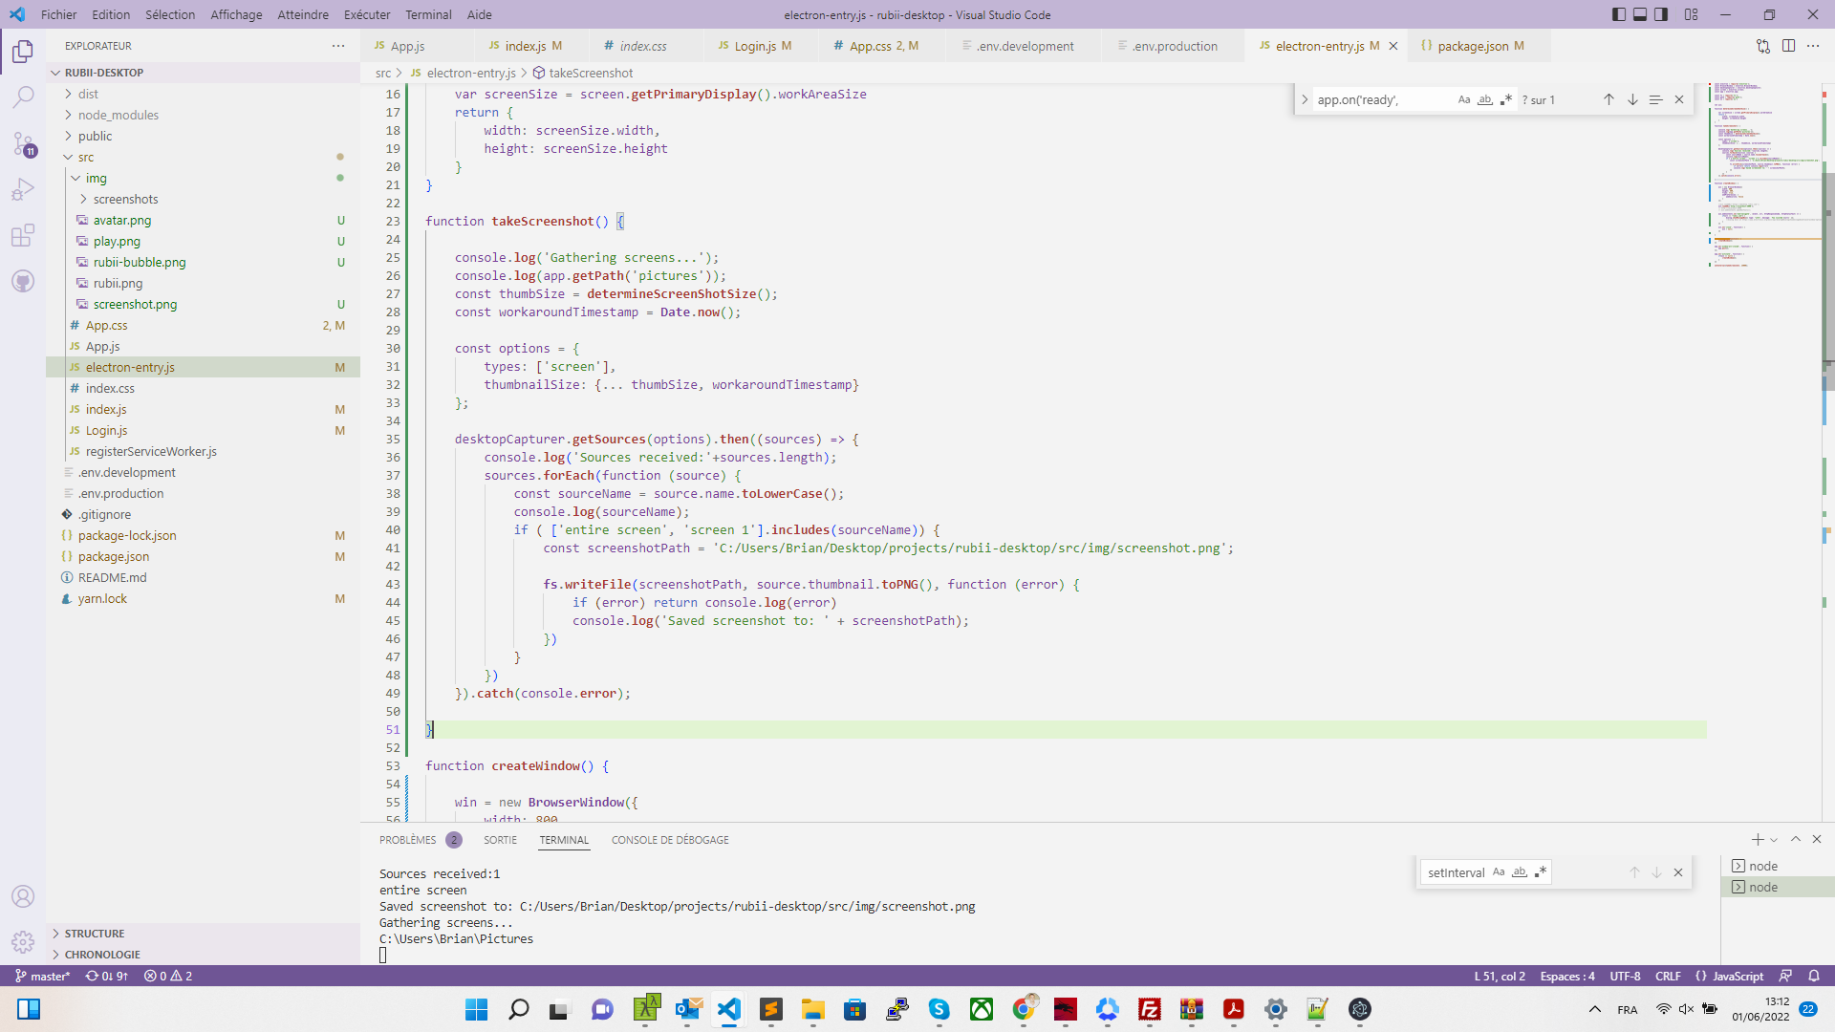 Fichier Edition Sélection Affichage Atteindre Exécuter Terminal Aide
electron-entry.js - rubii-desktop - Visual Studio Code
EXPLORATEUR
JS App.js
JS index.js M
# index.css
JS Login.js M
# App.css 2, M
.env.development
.env.production
JS electron-entry.js M
{} package.json M
src > JS electron-entry.js > takeScreenshot
RUBII-DESKTOP
dist
node_modules
public
src
img
screenshots
avatar.png U
play.png U
rubii-bubble.png U
rubii.png
screenshot.png U
# App.css 2, M
JS App.js
JS electron-entry.js M
# index.css
JS index.js M
JS Login.js M
JS registerServiceWorker.js
.env.development
.env.production
.gitignore
{} package-lock.json M
{} package.json M
README.md
yarn.lock M
STRUCTURE
CHRONOLOGIE
11
app.on('ready', Aa ab .* ? sur 1
16 var screenSize = screen.getPrimaryDisplay().workAreaSize
17 return {
18 width: screenSize.width,
19 height: screenSize.height
20 }
21 }
22
23 function takeScreenshot() {
24
25 console.log('Gathering screens...');
26 console.log(app.getPath('pictures'));
27 const thumbSize = determineScreenShotSize();
28 const workaroundTimestamp = Date.now();
29
30 const options = {
31 types: ['screen'],
32 thumbnailSize: {... thumbSize, workaroundTimestamp}
33 };
34
35 desktopCapturer.getSources(options).then((sources) => {
36 console.log('Sources received:'+sources.length);
37 sources.forEach(function (source) {
38 const sourceName = source.name.toLowerCase();
39 console.log(sourceName);
40 if ( ['entire screen', 'screen 1'].includes(sourceName)) {
41 const screenshotPath = 'C:/Users/Brian/Desktop/projects/rubii-desktop/src/img/screenshot.png';
42
43 fs.writeFile(screenshotPath, source.thumbnail.toPNG(), function (error) {
44 if (error) return console.log(error)
45 console.log('Saved screenshot to: ' + screenshotPath);
46 })
47 }
48 })
49 }).catch(console.error);
50
51 }
52
53 function createWindow() {
54
55 win = new BrowserWindow({
56 width: 800
PROBLÈMES 2 SORTIE TERMINAL CONSOLE DE DÉBOGAGE
Sources received:1
entire screen
Saved screenshot to: C:/Users/Brian/Desktop/projects/rubii-desktop/src/img/screenshot.png
Gathering screens...
C:\Users\Brian\Pictures
setInterval Aa ab .*
node
node
master* 0↓ 9↑ 0 2
L 51, col 2 Espaces : 4 UTF-8 CRLF {} JavaScript
FRA
13:12
01/06/2022
22